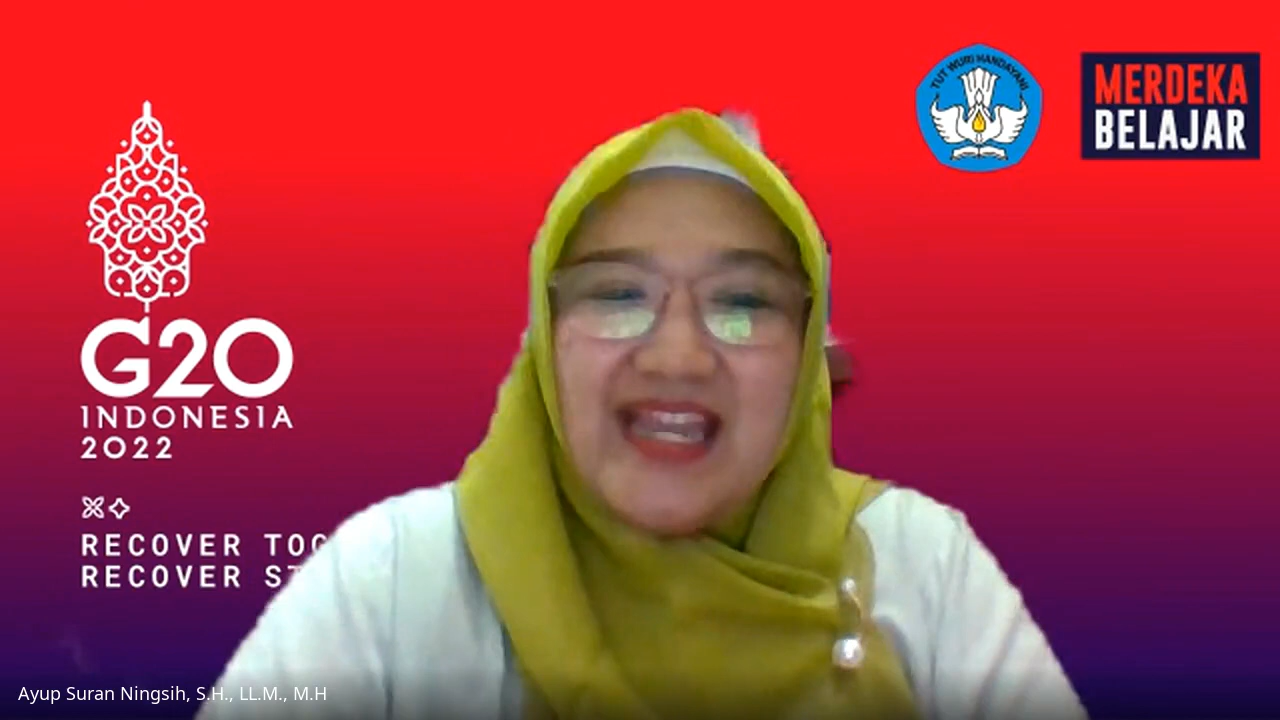 TUT WURI HANDAYANI
MERDEKA
BELAJAR
G20
INDONESIA
2022
RECOVER TOG
RECOVER ST
Ayup Suran Ningsih, S.H., LL.M., M.H